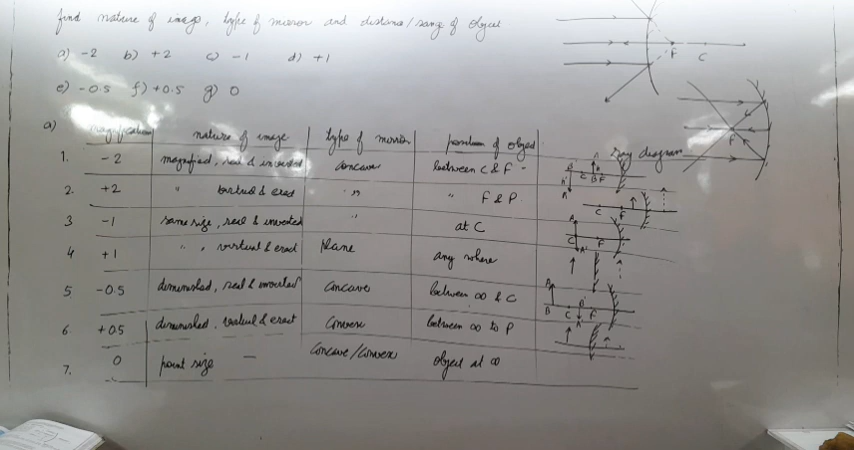 find nature of image, type of mirror and distance/range of object
a) -2 b) +2 c) -1 d) +1
e) -0.5 f) +0.5 g) 0
F C
F
a) magnification nature of image type of mirror position of object Ray diagram
1. -2 magnified, real & inverted concave between C & F -
2. +2 " virtual & erect " " F & P.
3 -1 same size, real & inverted " at C
4 +1 " , virtual & erect Plane any where
5. -0.5 diminished, real & inverted Concave between ∞ & C
6. +0.5 diminished, virtual & erect Convex between ∞ to P
7. 0 point size — Concave/Convex object at ∞